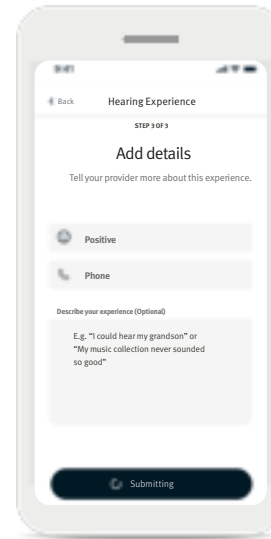 9:41
Back Hearing Experience
STEP 3 OF 3
Add details
Tell your provider more about this experience.
Positive
Phone
Describe your experience (Optional)
E.g. “I could hear my grandson” or
“My music collection never sounded
so good”
Submitting